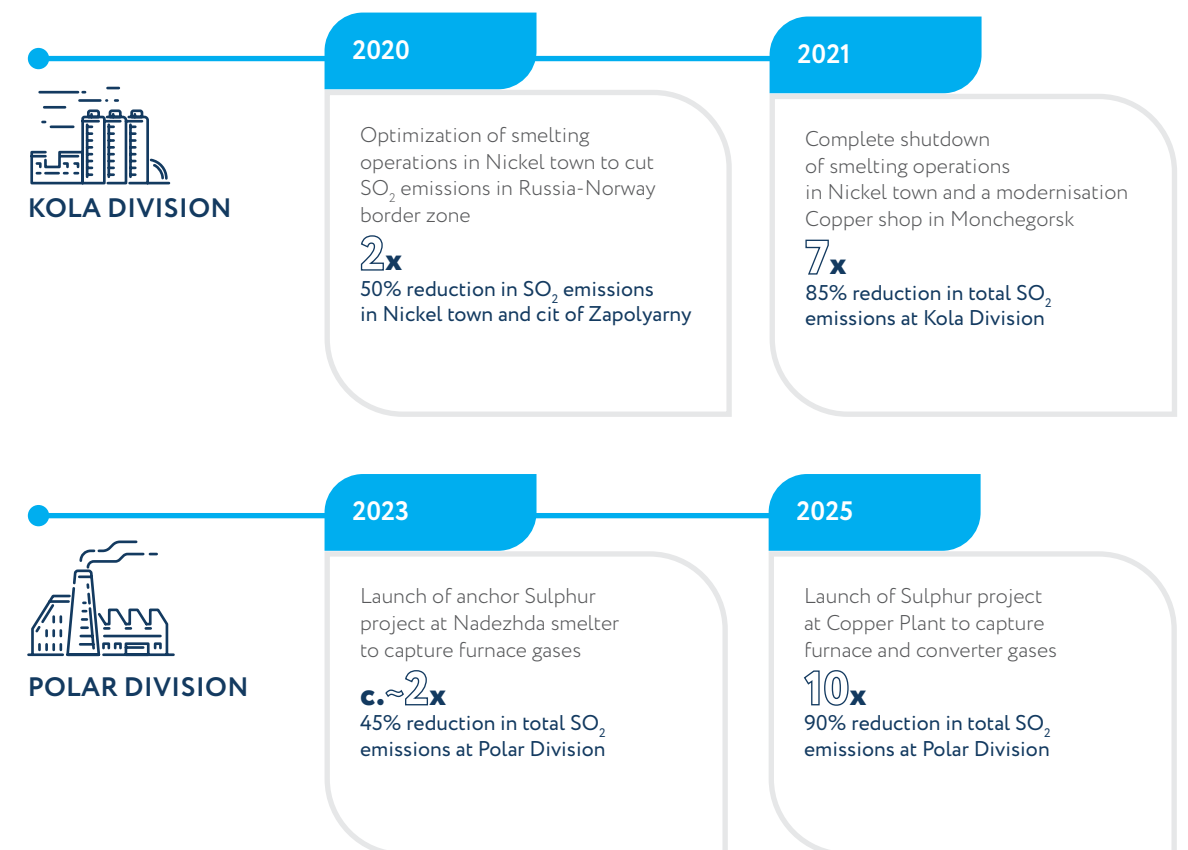 2020
2021
KOLA DIVISION
Optimization of smelting
operations in Nickel town to cut
SO₂ emissions in Russia-Norway
border zone
2x
50% reduction in SO₂ emissions
in Nickel town and cit of Zapolyarny
Complete shutdown
of smelting operations
in Nickel town and a modernisation
Copper shop in Monchegorsk
7x
85% reduction in total SO₂
emissions at Kola Division
2023
2025
POLAR DIVISION
Launch of anchor Sulphur
project at Nadezhda smelter
to capture furnace gases
c.≈2x
45% reduction in total SO₂
emissions at Polar Division
Launch of Sulphur project
at Copper Plant to capture
furnace and converter gases
10x
90% reduction in total SO₂
emissions at Polar Division